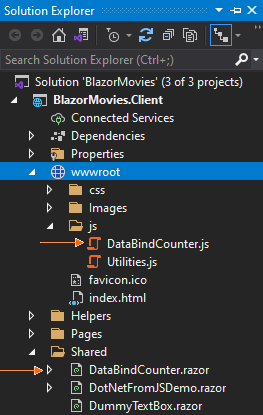 Solution Explorer
Search Solution Explorer (Ctrl+;)
Solution 'BlazorMovies' (3 of 3 projects)
BlazorMovies.Client
Connected Services
Dependencies
Properties
wwwroot
css
Images
js
DataBindCounter.js
Utilities.js
favicon.ico
index.html
Helpers
Pages
Shared
DataBindCounter.razor
DotNetFromJSDemo.razor
DummyTextBox.razor